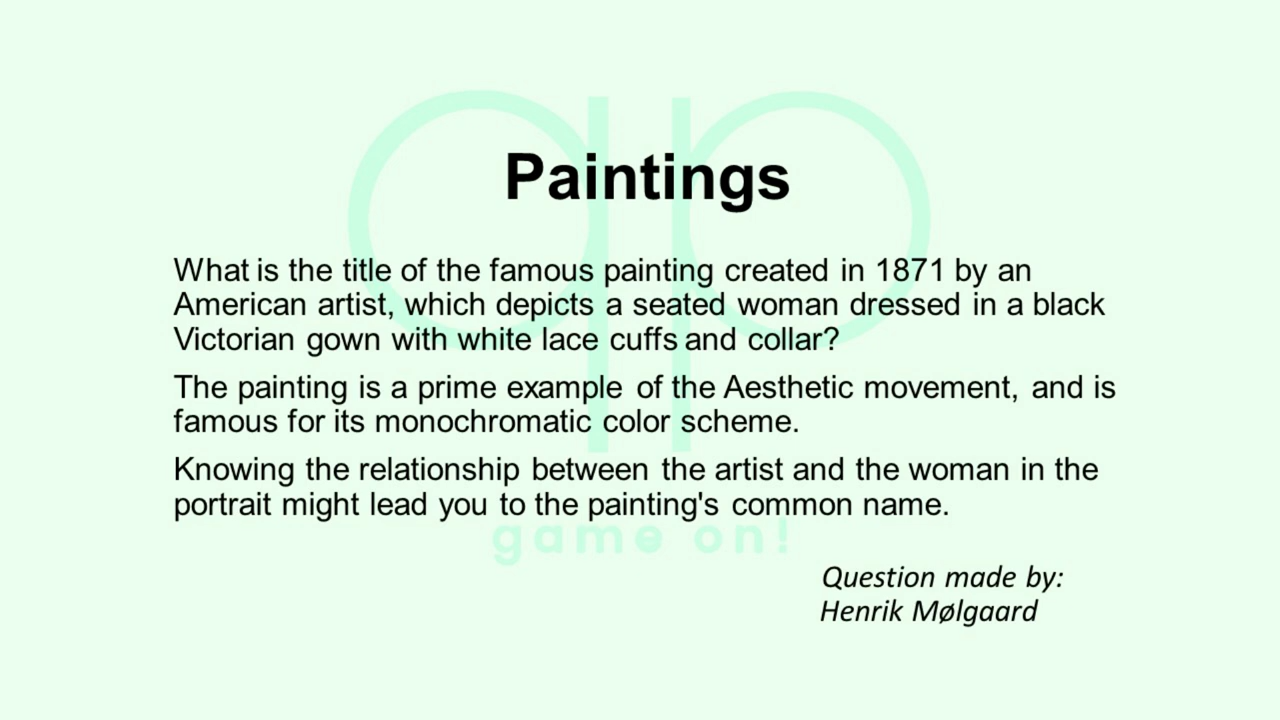 Paintings
What is the title of the famous painting created in 1871 by an
American artist, which depicts a seated woman dressed in a black
Victorian gown with white lace cuffs and collar?
The painting is a prime example of the Aesthetic movement, and is
famous for its monochromatic color scheme.
Knowing the relationship between the artist and the woman in the
portrait might lead you to the painting's common name.
game on!
Question made by:
Henrik Mølgaard